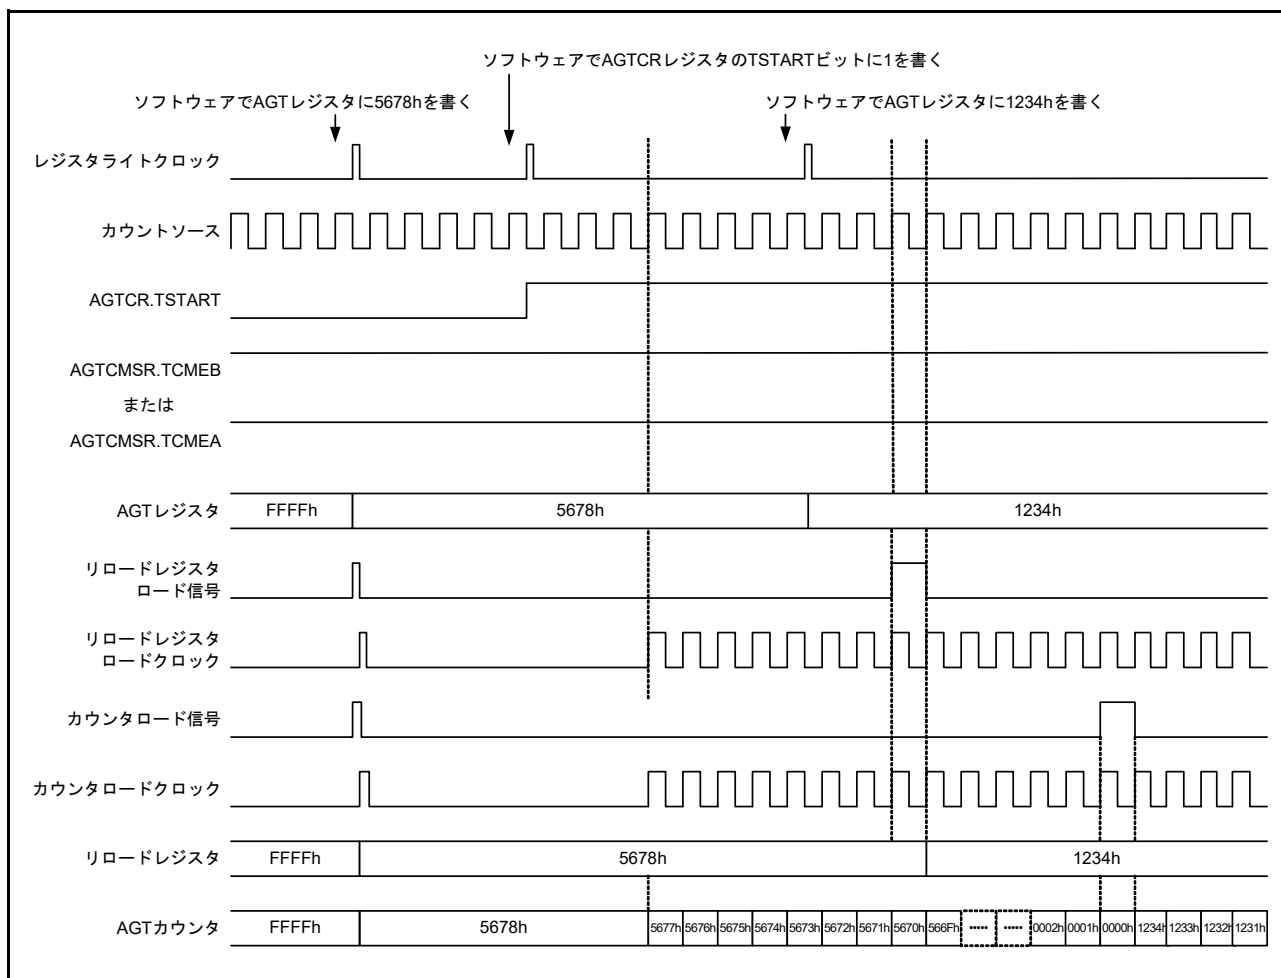 ソフトウェアでAGTCRレジスタのTSTARTビットに1を書く
ソフトウェアでAGTレジスタに5678hを書く
ソフトウェアでAGTレジスタに1234hを書く
レジスタライトクロック
カウントソース
AGTCR.TSTART
AGTCMSR.TCMEB
または
AGTCMSR.TCMEA
AGTレジスタ FFFFh 5678h 1234h
リロードレジスタ
ロード信号
リロードレジスタ
ロードクロック
カウンタロード信号
カウンタロードクロック
リロードレジスタ FFFFh 5678h 1234h
AGTカウンタ FFFFh 5678h 5677h 5676h 5675h 5674h 5673h 5672h 5671h 5670h 566Fh ••••• ••••• 0002h 0001h 0000h 1234h 1233h 1232h 1231h